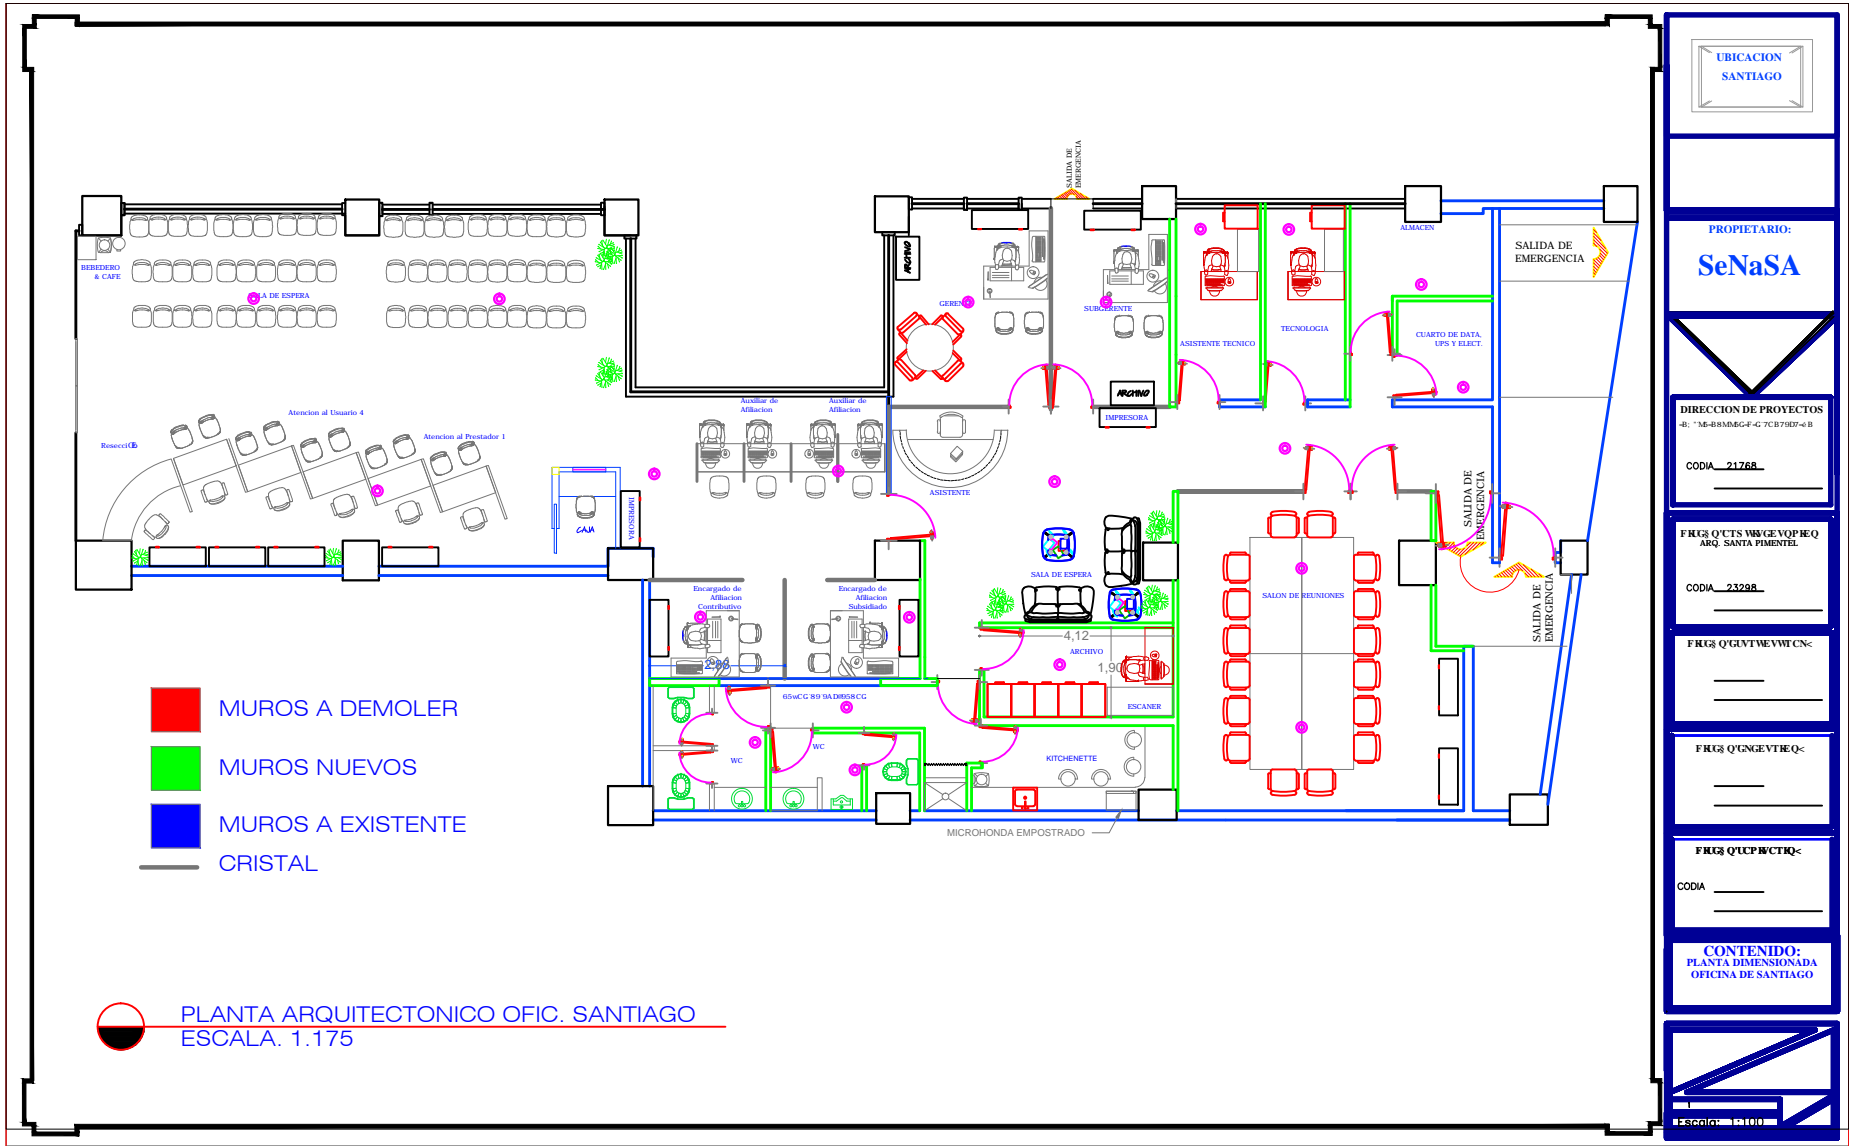 SALIDA DE
EMERGENCIA
ALMACEN
SALIDA DE
EMERGENCIA
BEBEDERO
& CAFE
DE ESPERA
ARCHIVO
SUBGERENTE
TECNOLOGIA
ASISTENTE TECNICO
CUARTO DE DATA,
UPS Y ELECT.
ARCHIVO
IMPRESORA
Atencion al Usuario 4
Atencion al Prestador 1
Auxiliar de
Afiliacion
Auxiliar de
Afiliacion
ASISTENTE
CAJA
IMPRESORA
SALIDA DE
EMERGENCIA
SALIDA DE
EMERGENCIA
SALA DE ESPERA
SALON DE REUNIONES
Encargado de
Afiliacion
Contributivo
Encargado de
Afiliacion
Subsidiado
4,12
1,90
ARCHIVO
ESCANER
WC
WC
KITCHENETTE
MICROHONDA EMPOSTRADO
MUROS A DEMOLER
MUROS NUEVOS
MUROS A EXISTENTE
CRISTAL
PLANTA ARQUITECTONICO OFIC. SANTIAGO
ESCALA. 1.175
UBICACION
SANTIAGO
PROPIETARIO:
SeNaSA
DIRECCION DE PROYECTOS
CODIA 21768
ARQ. SANTA PIMENTEL
CODIA 23298
CODIA
CONTENIDO:
PLANTA DIMENSIONADA
OFICINA DE SANTIAGO
Escala: 1:100